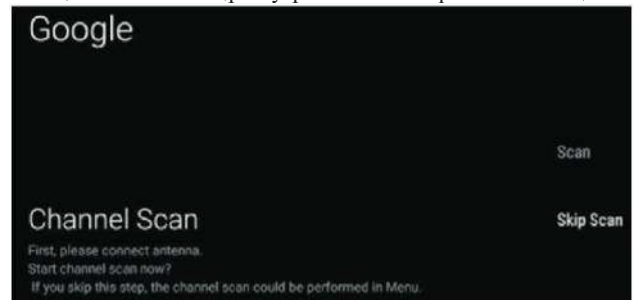 Google
Scan
Channel Scan
Skip Scan
First, please connect antenna.
Start channel scan now?
If you skip this step, the channel scan could be performed in Menu.